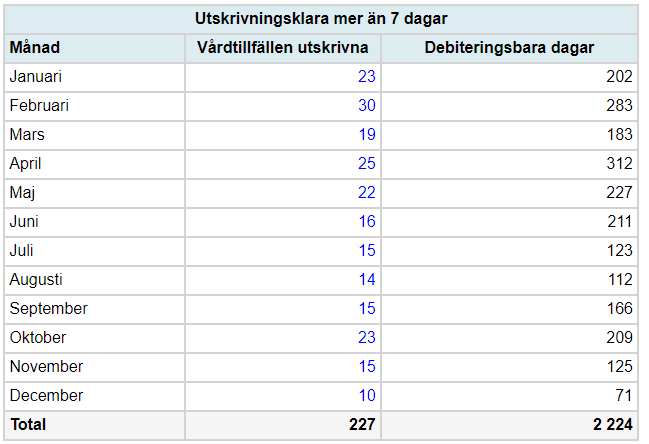 Utskrivningsklara mer än 7 dagar
Månad Vårdtillfällen utskrivna Debiteringsbara dagar
Januari 23 202
Februari 30 283
Mars 19 183
April 25 312
Maj 22 227
Juni 16 211
Juli 15 123
Augusti 14 112
September 15 166
Oktober 23 209
November 15 125
December 10 71
Total 227 2 224